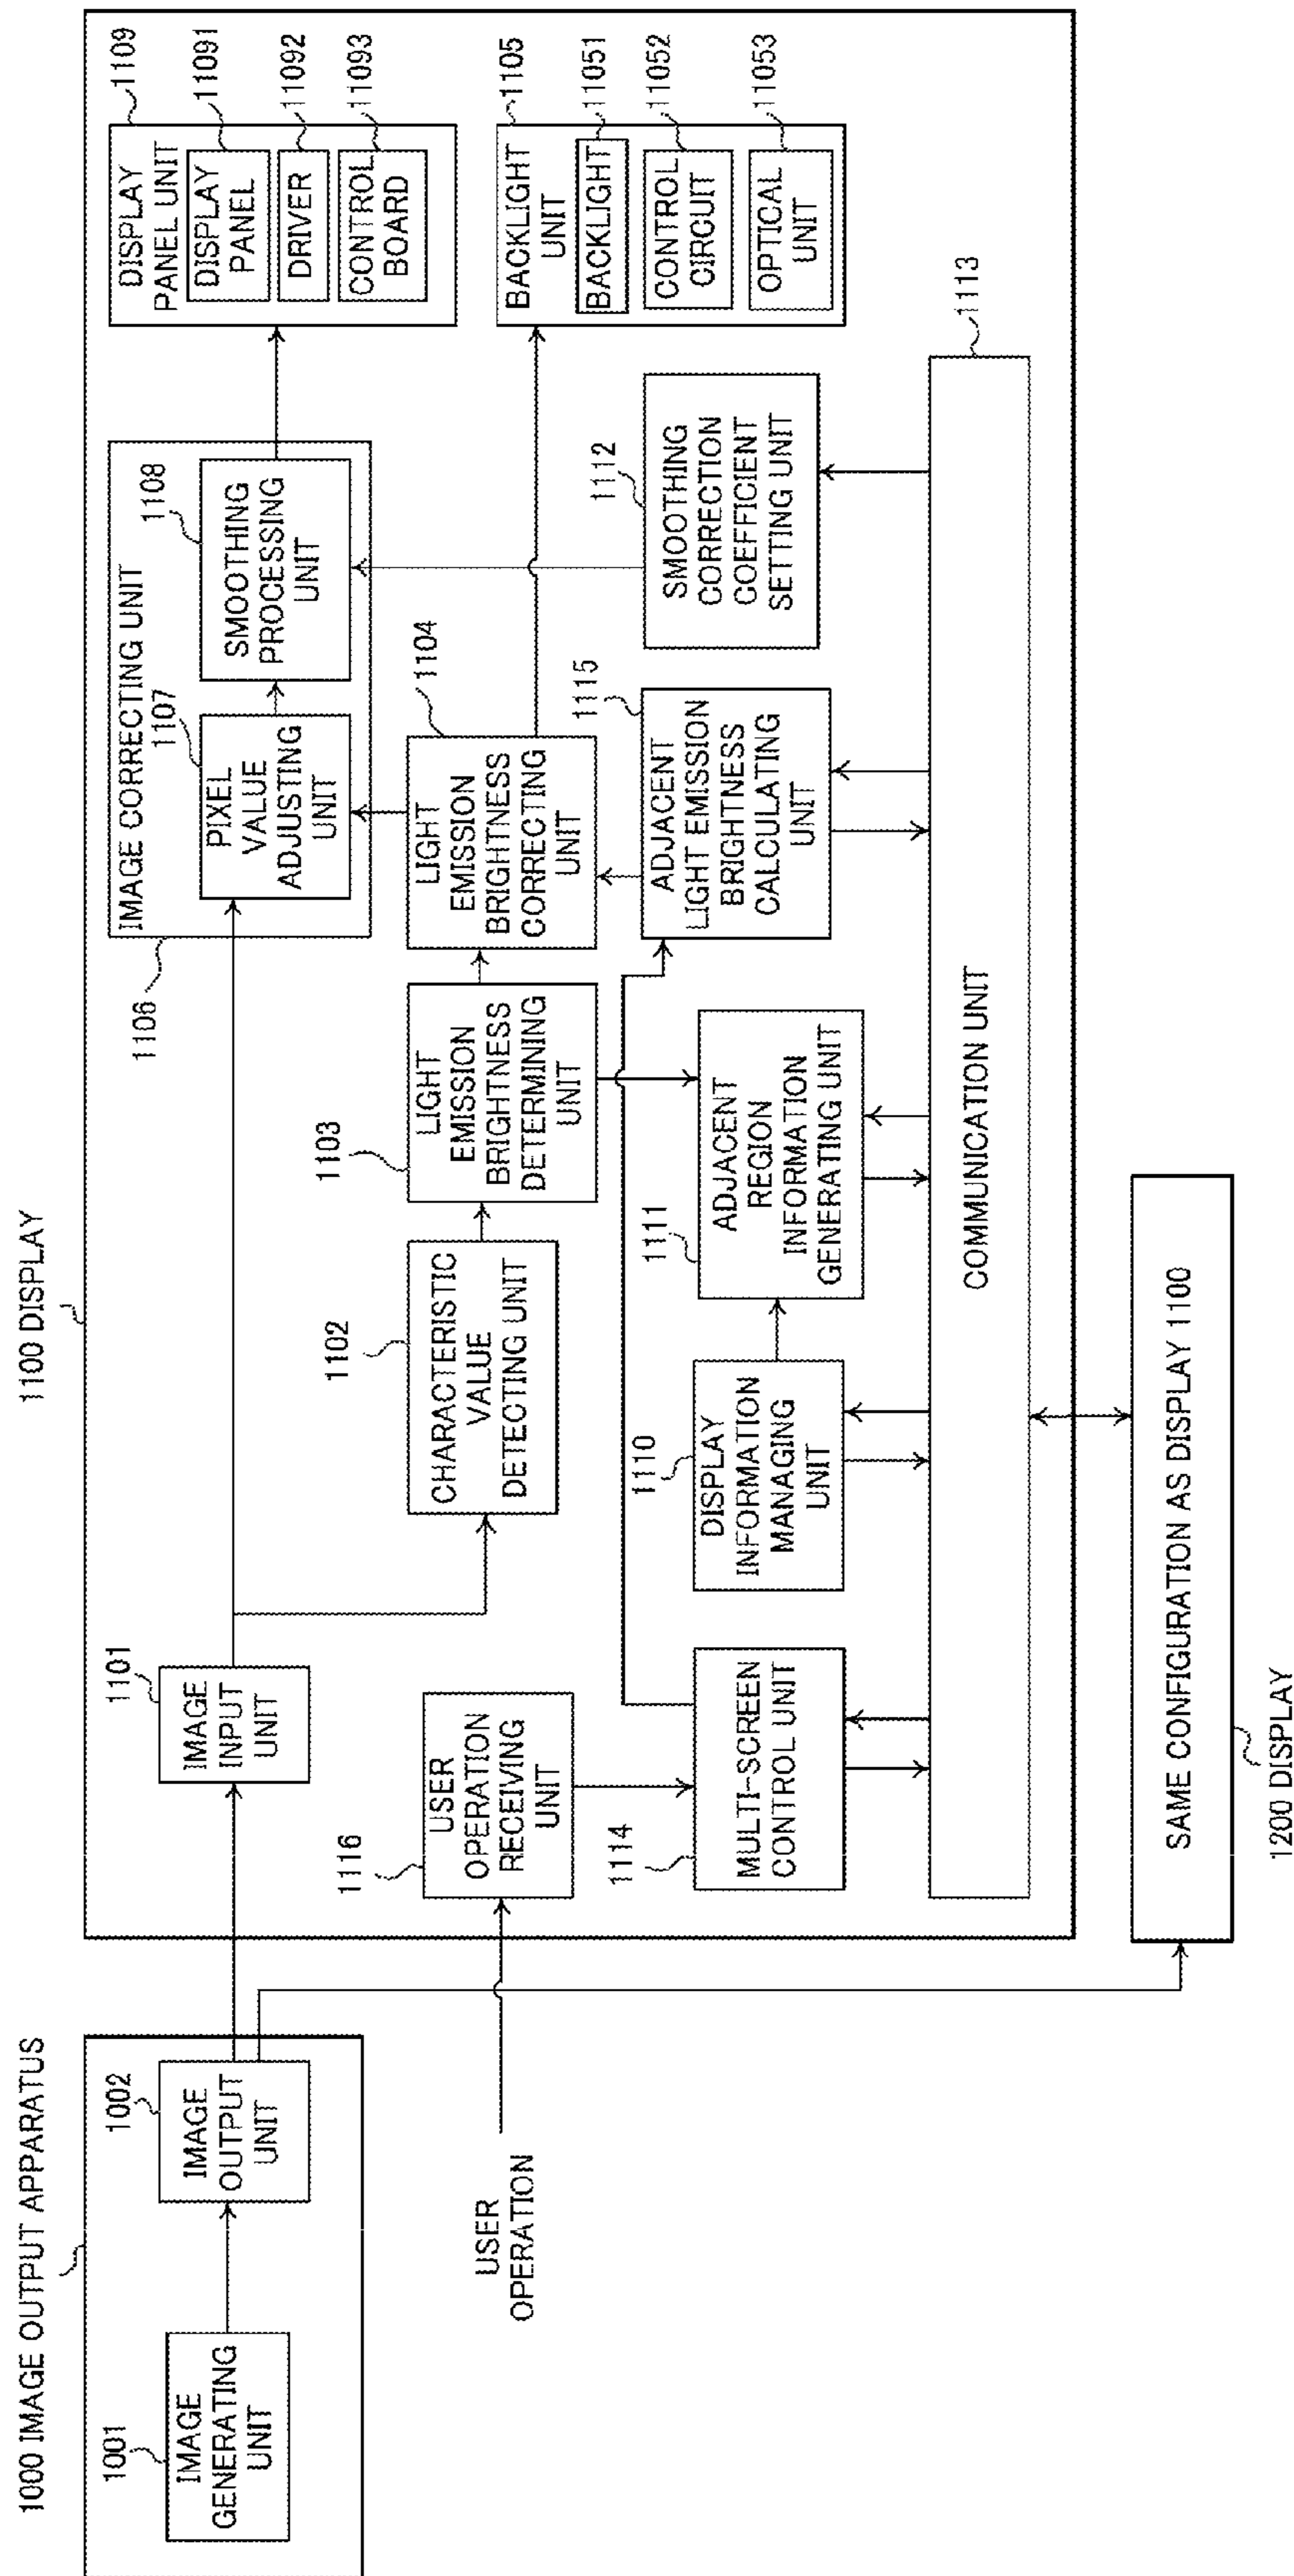 1000 IMAGE OUTPUT APPARATUS
1001
IMAGE
GENERATING
UNIT
1002
IMAGE
OUTPUT
UNIT
USER
OPERATION
1100 DISPLAY
1101
IMAGE
INPUT
UNIT
1116
USER
OPERATION
RECEIVING
UNIT
1114
MULTI-SCREEN
CONTROL UNIT
1102
CHARACTERISTIC
VALUE
DETECTING UNIT
1110
DISPLAY
INFORMATION
MANAGING
UNIT
1103
LIGHT
EMISSION
BRIGHTNESS
DETERMINING
UNIT
1111
ADJACENT
REGION
INFORMATION
GENERATING UNIT
1106
IMAGE CORRECTING UNIT
1107
PIXEL
VALUE
ADJUSTING
UNIT
1108
SMOOTHING
PROCESSING
UNIT
1104
LIGHT
EMISSION
BRIGHTNESS
CORRECTING
UNIT
1115
ADJACENT
LIGHT EMISSION
BRIGHTNESS
CALCULATING
UNIT
1112
SMOOTHING
CORRECTION
COEFFICIENT
SETTING UNIT
1109
DISPLAY
PANEL UNIT
11091
DISPLAY
PANEL
11092
DRIVER
11093
CONTROL
BOARD
1105
BACKLIGHT
UNIT
11051
BACKLIGHT
11052
CONTROL
CIRCUIT
11053
OPTICAL
UNIT
1113
COMMUNICATION UNIT
SAME CONFIGURATION AS DISPLAY 1100
1200 DISPLAY